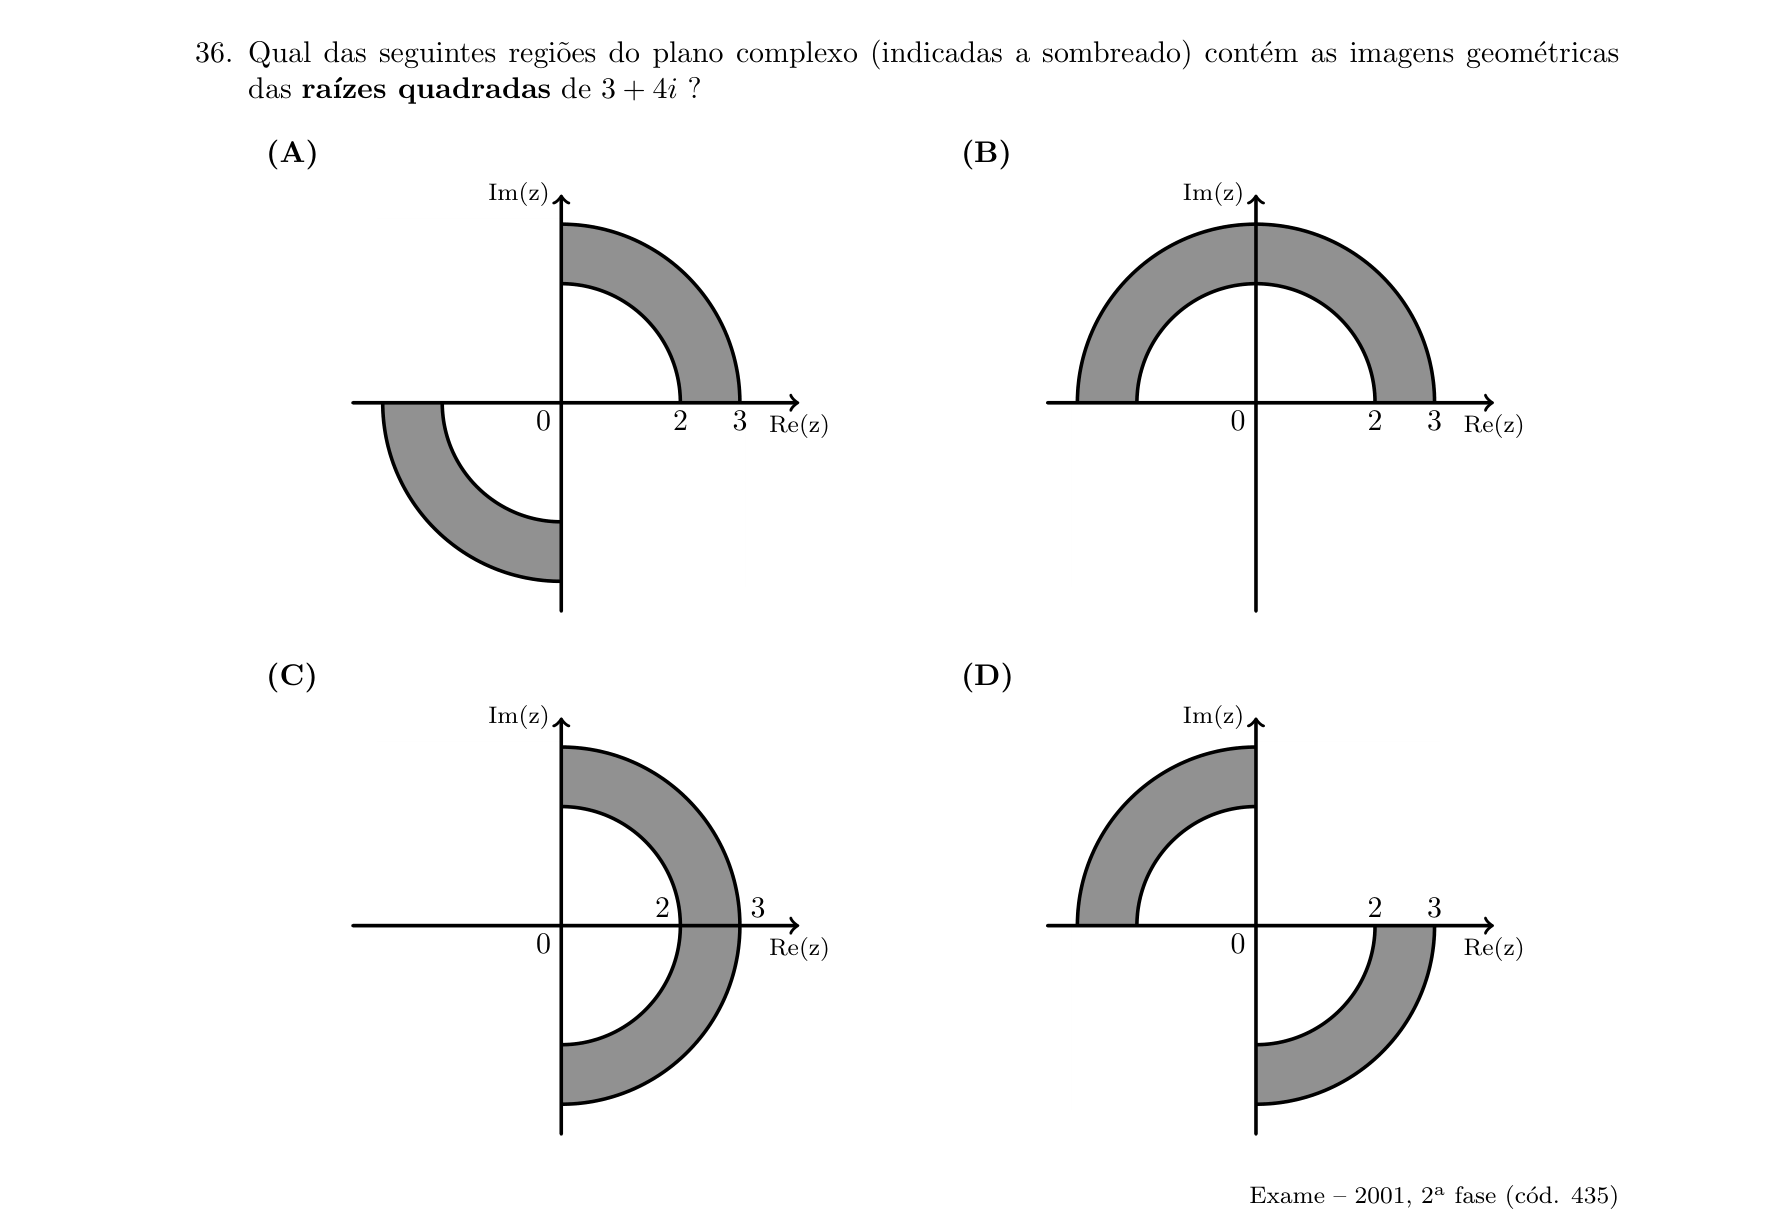 36. Qual das seguintes regiões do plano complexo (indicadas a sombreado) contém as imagens geométricas
das raízes quadradas de 3 + 4i ?
(A)
Im(z)
0
2
3
Re(z)
(B)
Im(z)
0
2
3
Re(z)
(C)
Im(z)
2
3
0
Re(z)
(D)
Im(z)
2
3
0
Re(z)
Exame – 2001, 2ª fase (cód. 435)